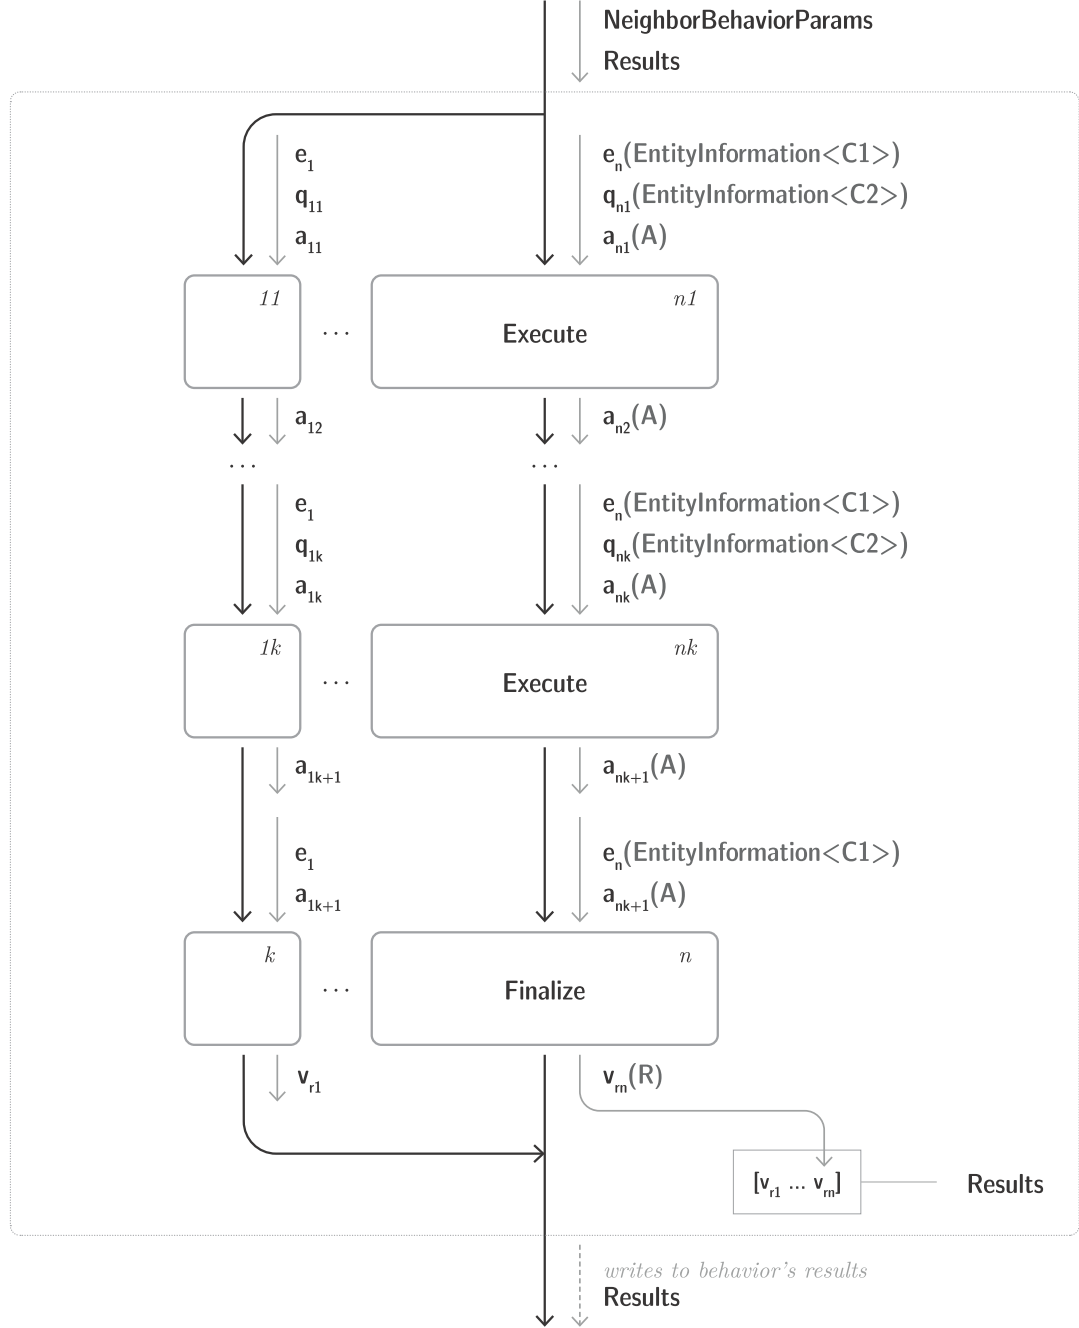 NeighborBehaviorParams
Results
e₁
q₁₁
a₁₁
eₙ(EntityInformation<C1>)
qₙ₁(EntityInformation<C2>)
aₙ₁(A)
11
...
n1
Execute
a₁₂
aₙ₂(A)
...
...
e₁
q₁ₖ
a₁ₖ
eₙ(EntityInformation<C1>)
qₙₖ(EntityInformation<C2>)
aₙₖ(A)
1k
...
nk
Execute
a₁ₖ₊₁
aₙₖ₊₁(A)
e₁
a₁ₖ₊₁
eₙ(EntityInformation<C1>)
aₙₖ₊₁(A)
k
...
n
Finalize
vᵣ₁
vᵣₙ(R)
[vᵣ₁ ... vᵣₙ]
Results
writes to behavior's results
Results